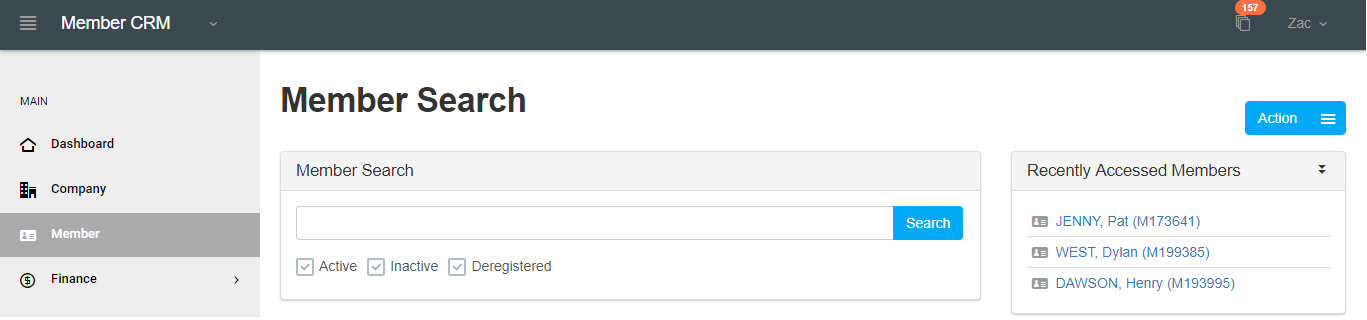 Member CRM
157
Zac
MAIN
Dashboard
Company
Member
Finance
Member Search
Action
Member Search
Search
Active Inactive Deregistered
Recently Accessed Members
JENNY, Pat (M173641)
WEST, Dylan (M199385)
DAWSON, Henry (M193995)